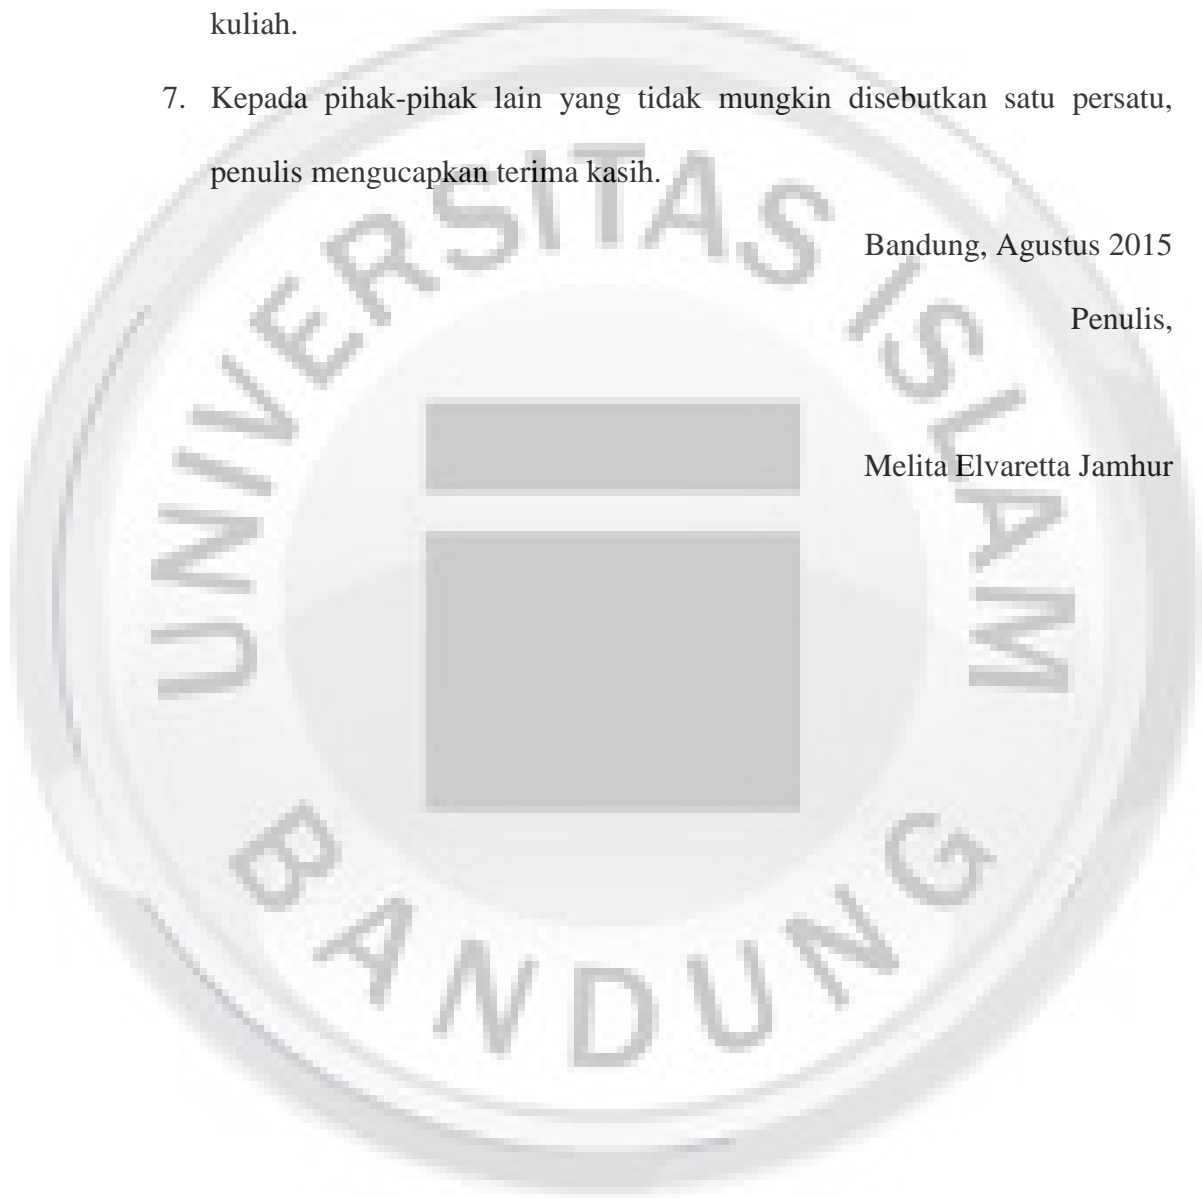 kuliah.
7. Kepada pihak-pihak lain yang tidak mungkin disebutkan satu persatu,
penulis mengucapkan terima kasih.
Bandung, Agustus 2015
Penulis,
Melita Elvaretta Jamhur
UNIVERSITAS ISLAM
BANDUNG